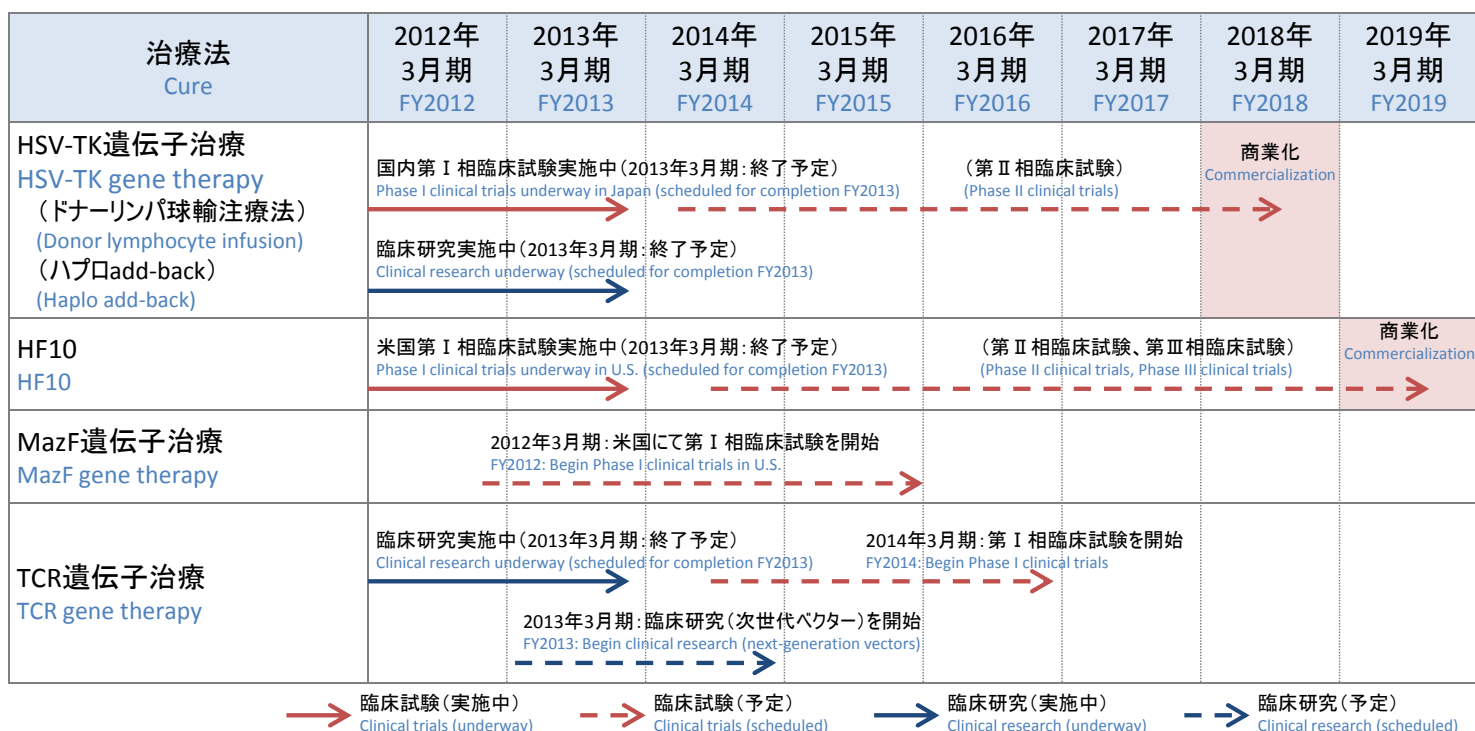 治療法
Cure
2012年
3月期
FY2012
2013年
3月期
FY2013
2014年
3月期
FY2014
2015年
3月期
FY2015
2016年
3月期
FY2016
2017年
3月期
FY2017
2018年
3月期
FY2018
2019年
3月期
FY2019
HSV-TK遺伝子治療
HSV-TK gene therapy
（ドナーリンパ球輸注療法）
(Donor lymphocyte infusion)
（ハプロadd-back）
(Haplo add-back)
国内第Ⅰ相臨床試験実施中（2013年3月期：終了予定）
Phase I clinical trials underway in Japan (scheduled for completion FY2013)
（第Ⅱ相臨床試験）
(Phase II clinical trials)
商業化
Commercialization
臨床研究実施中（2013年3月期：終了予定）
Clinical research underway (scheduled for completion FY2013)
HF10
HF10
米国第Ⅰ相臨床試験実施中（2013年3月期：終了予定）
Phase I clinical trials underway in U.S. (scheduled for completion FY2013)
（第Ⅱ相臨床試験、第Ⅲ相臨床試験）
(Phase II clinical trials, Phase III clinical trials)
商業化
Commercialization
MazF遺伝子治療
MazF gene therapy
2012年3月期：米国にて第Ⅰ相臨床試験を開始
FY2012: Begin Phase I clinical trials in U.S.
TCR遺伝子治療
TCR gene therapy
臨床研究実施中（2013年3月期：終了予定）
Clinical research underway (scheduled for completion FY2013)
2014年3月期：第Ⅰ相臨床試験を開始
FY2014: Begin Phase I clinical trials
2013年3月期：臨床研究（次世代ベクター）を開始
FY2013: Begin clinical research (next-generation vectors)
臨床試験（実施中）
Clinical trials (underway)
臨床試験（予定）
Clinical trials (scheduled)
臨床研究（実施中）
Clinical research (underway)
臨床研究（予定）
Clinical research (scheduled)